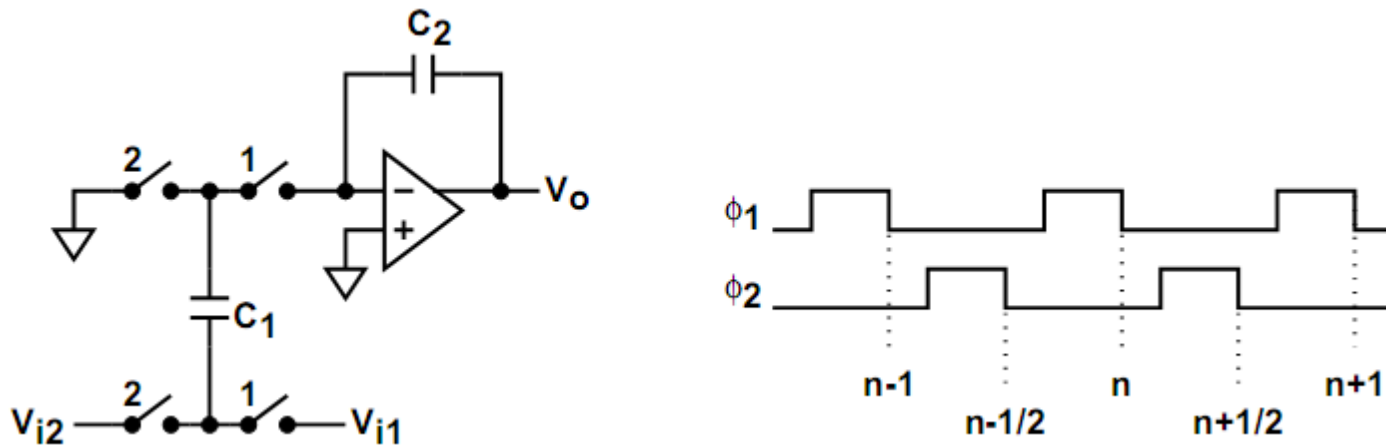 C2
2 1
− 
+
Vo
C1
2 1
Vi2 Vi1
ϕ1
ϕ2
n-1 n n+1
n-1/2 n+1/2